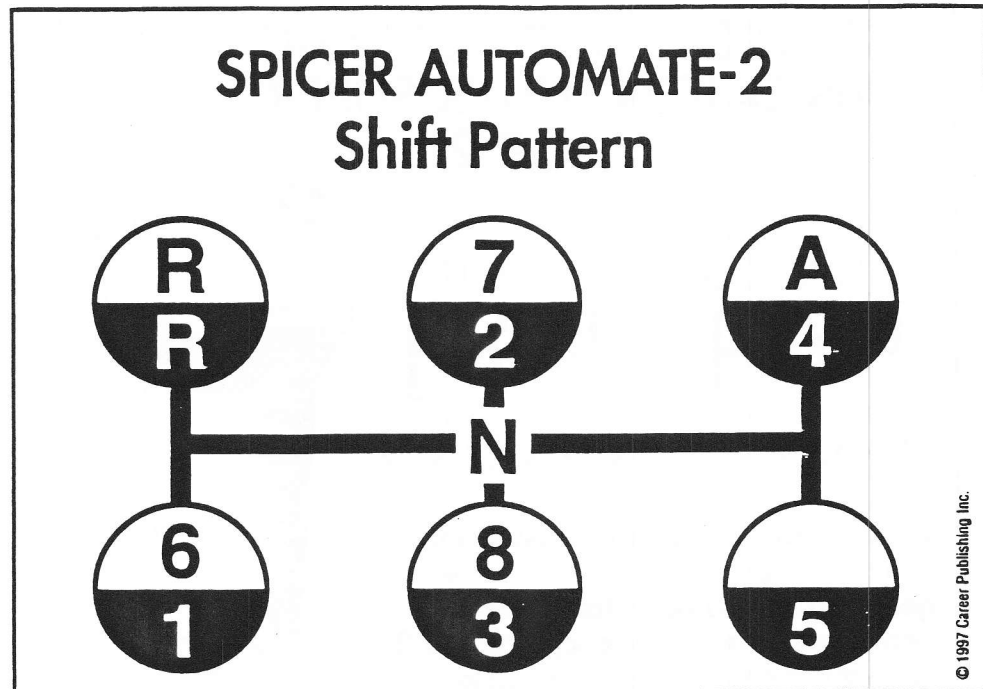 SPICER AUTOMATE-2
Shift Pattern
R 7 A
R 2 4
N
6 8
1 3 5
© 1997 Career Publishing Inc.